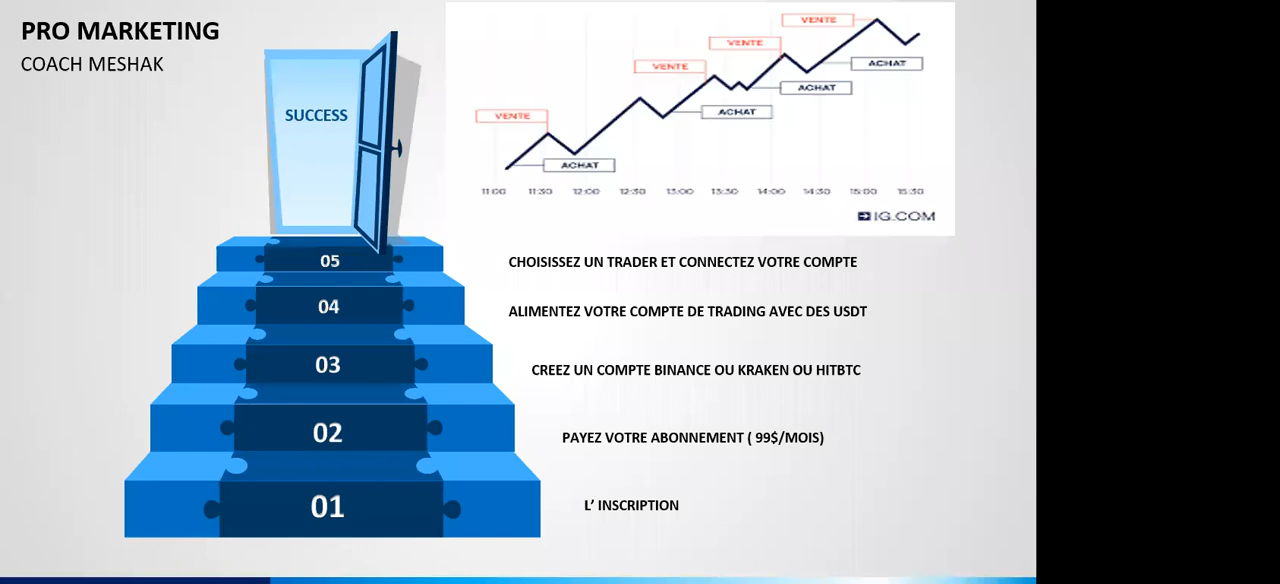 PRO MARKETING
COACH MESHAK
SUCCESS
VENTE
VENTE
VENTE
VENTE
ACHAT
ACHAT
ACHAT
ACHAT
11:00 11:30 12:00 12:30 13:00 13:30 14:00 14:30 15:00 15:30
IG.COM
05 CHOISISSEZ UN TRADER ET CONNECTEZ VOTRE COMPTE
04 ALIMENTEZ VOTRE COMPTE DE TRADING AVEC DES USDT
03 CREEZ UN COMPTE BINANCE OU KRAKEN OU HITBTC
02 PAYEZ VOTRE ABONNEMENT ( 99$/MOIS)
01 L’ INSCRIPTION